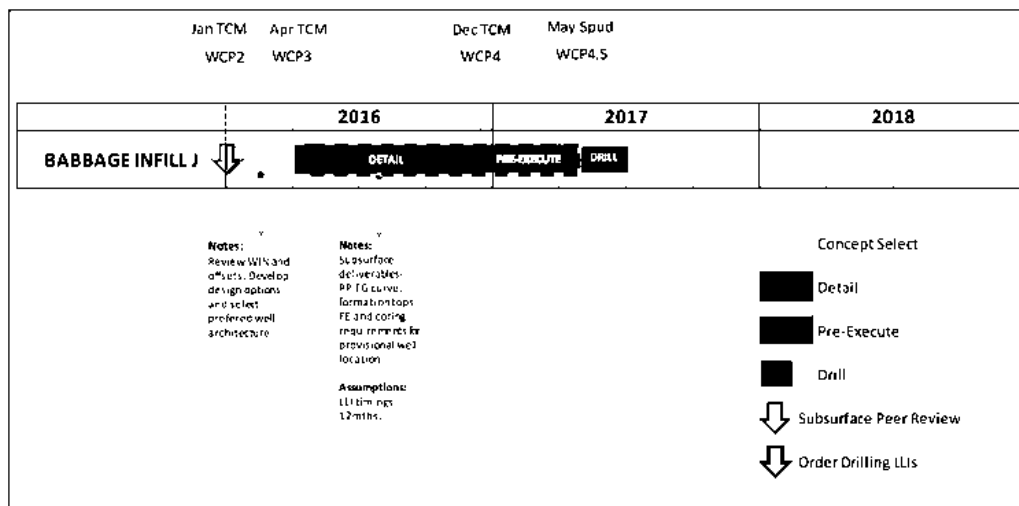 Jan TCM Apr TCM Dec TCM May Spud
WCP2 WCP3 WCP4 WCP4.5
2016 2017 2018
BABBAGE INFILL J DETAIL PRE-EXECUTE DRILL
Notes:
Review WIN and
offsets. Develop
design options
and select
prefered well
architecture
Notes:
Subsurface
deliverables-
PP FG curve,
formation tops
FE and coring
requirements for
provisional well
location
Assumptions:
LLI timings
12mths.
Concept Select
Detail
Pre-Execute
Drill
Subsurface Peer Review
Order Drilling LLIs